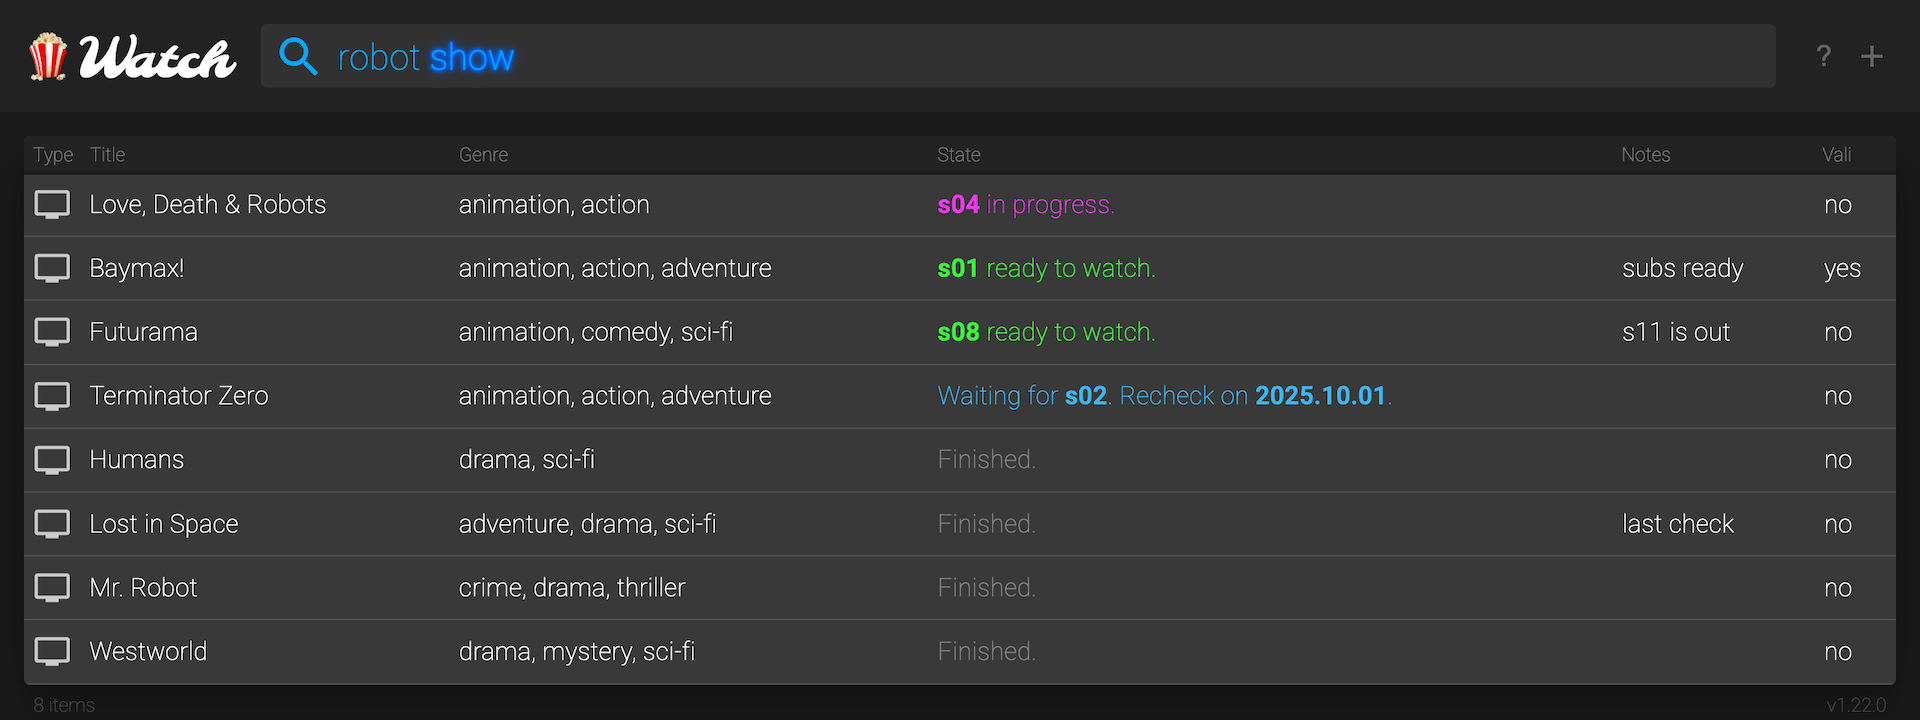 Watch robot show ? +
Type Title Genre State Notes Vali
Love, Death & Robots animation, action s04 in progress. no
Baymax! animation, action, adventure s01 ready to watch. subs ready yes
Futurama animation, comedy, sci-fi s08 ready to watch. s11 is out no
Terminator Zero animation, action, adventure Waiting for s02. Recheck on 2025.10.01. no
Humans drama, sci-fi Finished. no
Lost in Space adventure, drama, sci-fi Finished. last check no
Mr. Robot crime, drama, thriller Finished. no
Westworld drama, mystery, sci-fi Finished. no
8 items v1.22.0